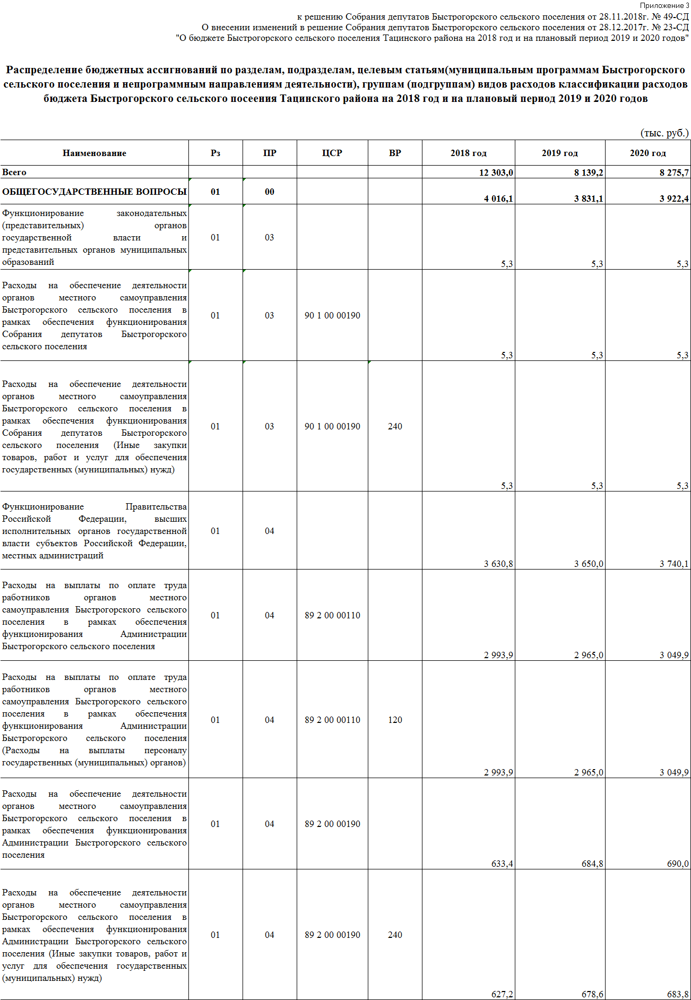 Приложение 3
к решению Собрания депутатов Быстрогорского сельского поселения от 28.11.2018г. № 49-СД
О внесении изменений в решение Собрания депутатов Быстрогорского сельского поселения от 28.12.2017г. № 23-СД
"О бюджете Быстрогорского сельского поселения Тацинского района на 2018 год и на плановый период 2019 и 2020 годов"
Распределение бюджетных ассигнований по разделам, подразделам, целевым статьям(муниципальным программам Быстрогорского
сельского поселения и непрограммным направлениям деятельности), группам (подгруппам) видов расходов классификации расходов
бюджета Быстрогорского сельского посеения Тацинского района на 2018 год и на плановый период 2019 и 2020 годов
(тыс. руб.)
Наименование Рз ПР ЦСР ВР 2018 год 2019 год 2020 год
Всего 12 303,0 8 139,2 8 275,7
ОБЩЕГОСУДАРСТВЕННЫЕ ВОПРОСЫ 01 00 4 016,1 3 831,1 3 922,4
Функционирование законодательных
(представительных) органов
государственной власти и
представительных органов муниципальных
образований
01 03 5,3 5,3 5,3
Расходы на обеспечение деятельности
органов местного самоуправления
Быстрогорского сельского поселения в
рамках обеспечения функционирования
Собрания депутатов Быстрогорского
сельского поселения
01 03 90 1 00 00190 5,3 5,3 5,3
Расходы на обеспечение деятельности
органов местного самоуправления
Быстрогорского сельского поселения в
рамках обеспечения функционирования
Собрания депутатов Быстрогорского
сельского поселения (Иные закупки
товаров, работ и услуг для обеспечения
государственных (муниципальных) нужд)
01 03 90 1 00 00190 240 5,3 5,3 5,3
Функционирование Правительства
Российской Федерации, высших
исполнительных органов государственной
власти субъектов Российской Федерации,
местных администраций
01 04 3 630,8 3 650,0 3 740,1
Расходы на выплаты по оплате труда
работников органов местного
самоуправления Быстрогорского сельского
поселения в рамках обеспечения
функционирования Администрации
Быстрогорского сельского поселения
01 04 89 2 00 00110 2 993,9 2 965,0 3 049,9
Расходы на выплаты по оплате труда
работников органов местного
самоуправления Быстрогорского сельского
поселения в рамках обеспечения
функционирования Администрации
Быстрогорского сельского поселения
(Расходы на выплаты персоналу
государственных (муниципальных) органов)
01 04 89 2 00 00110 120 2 993,9 2 965,0 3 049,9
Расходы на обеспечение деятельности
органов местного самоуправления
Быстрогорского сельского поселения в
рамках обеспечения функционирования
Администрации Быстрогорского сельского
поселения
01 04 89 2 00 00190 633,4 684,8 690,0
Расходы на обеспечение деятельности
органов местного самоуправления
Быстрогорского сельского поселения в
рамках обеспечения функционирования
Администрации Быстрогорского сельского
поселения (Иные закупки товаров, работ и
услуг для обеспечения государственных
(муниципальных) нужд)
01 04 89 2 00 00190 240 627,2 678,6 683,8